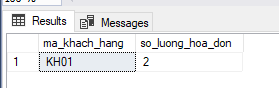 Results Messages
ma_khach_hang so_luong_hoa_don
1 KH01 2